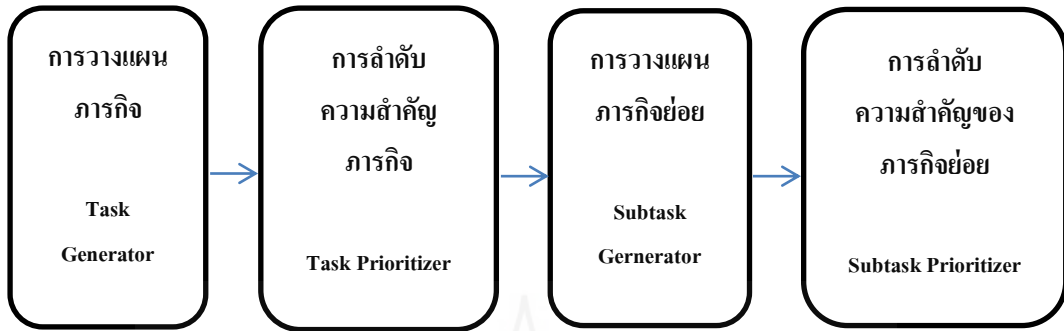 การวางแผน
ภารกิจ
Task
Generator
การลำดับ
ความสำคัญ
ภารกิจ
Task Prioritizer
การวางแผน
ภารกิจย่อย
Subtask
Gernerator
การลำดับ
ความสำคัญของ
ภารกิจย่อย
Subtask Prioritizer